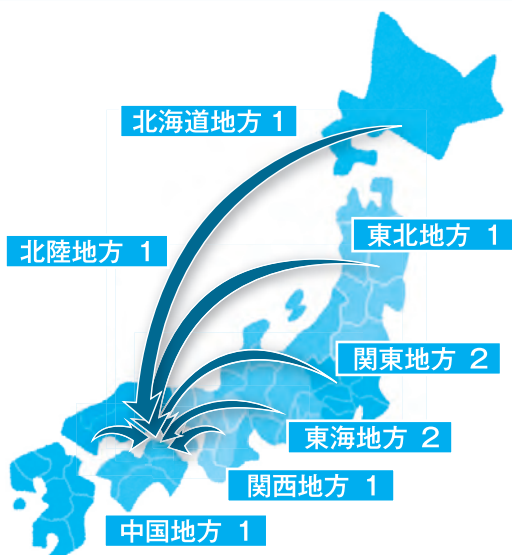 北海道地方 1
東北地方 1
北陸地方 1
関東地方 2
東海地方 2
関西地方 1
中国地方 1